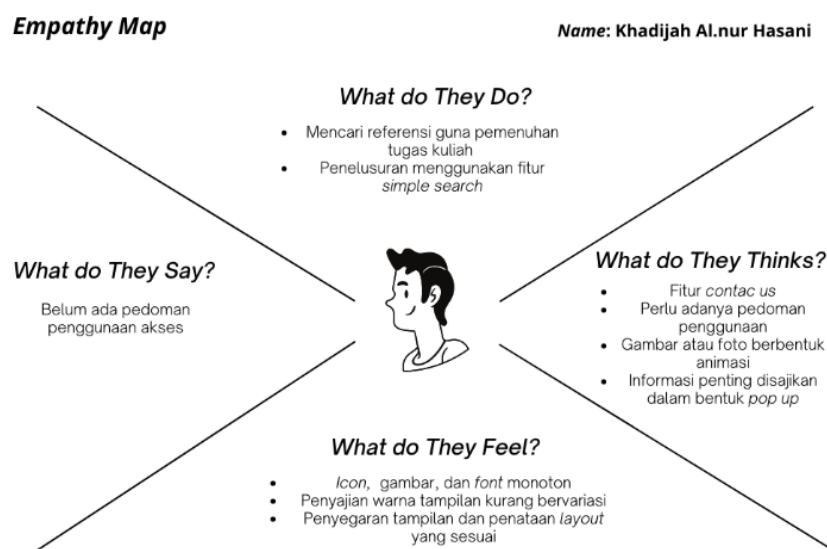 Empathy Map
Name: Khadijah Al.nur Hasani
What do They Do?
• Mencari referensi guna pemenuhan
tugas kuliah
• Penelusuran menggunakan fitur
simple search
What do They Say?
Belum ada pedoman
penggunaan akses
What do They Thinks?
• Fitur contac us
• Perlu adanya pedoman
penggunaan
• Gambar atau foto berbentuk
animasi
• Informasi penting disajikan
dalam bentuk pop up
What do They Feel?
• Icon, gambar, dan font monoton
• Penyajian warna tampilan kurang bervariasi
• Penyegaran tampilan dan penataan layout
yang sesuai